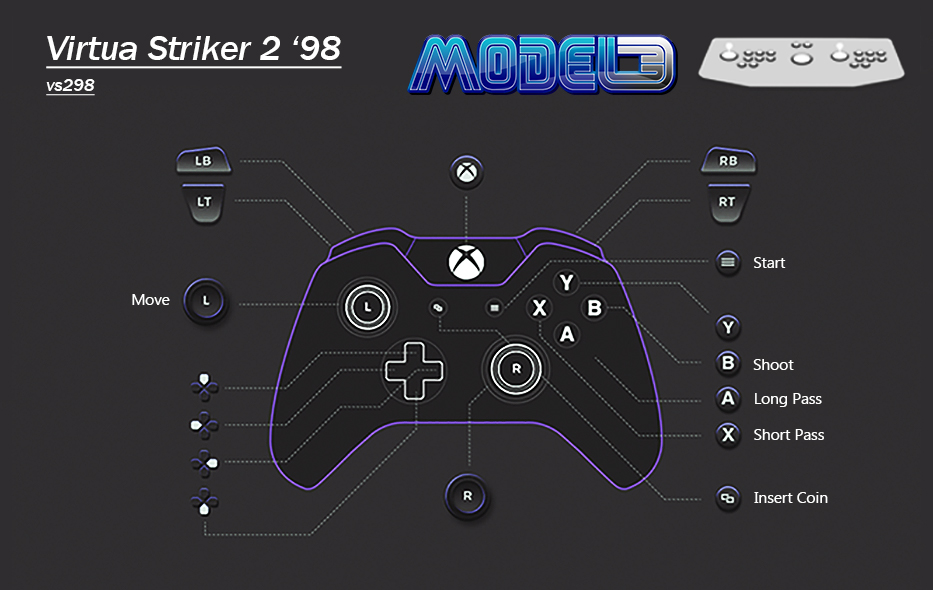 Virtua Striker 2 ‘98
vs298
MODEL3
LB
RB
LT
RT
Start
Y
Move
L
L
X
B
Y
A
B
Shoot
R
A
Long Pass
X
Short Pass
R
Insert Coin